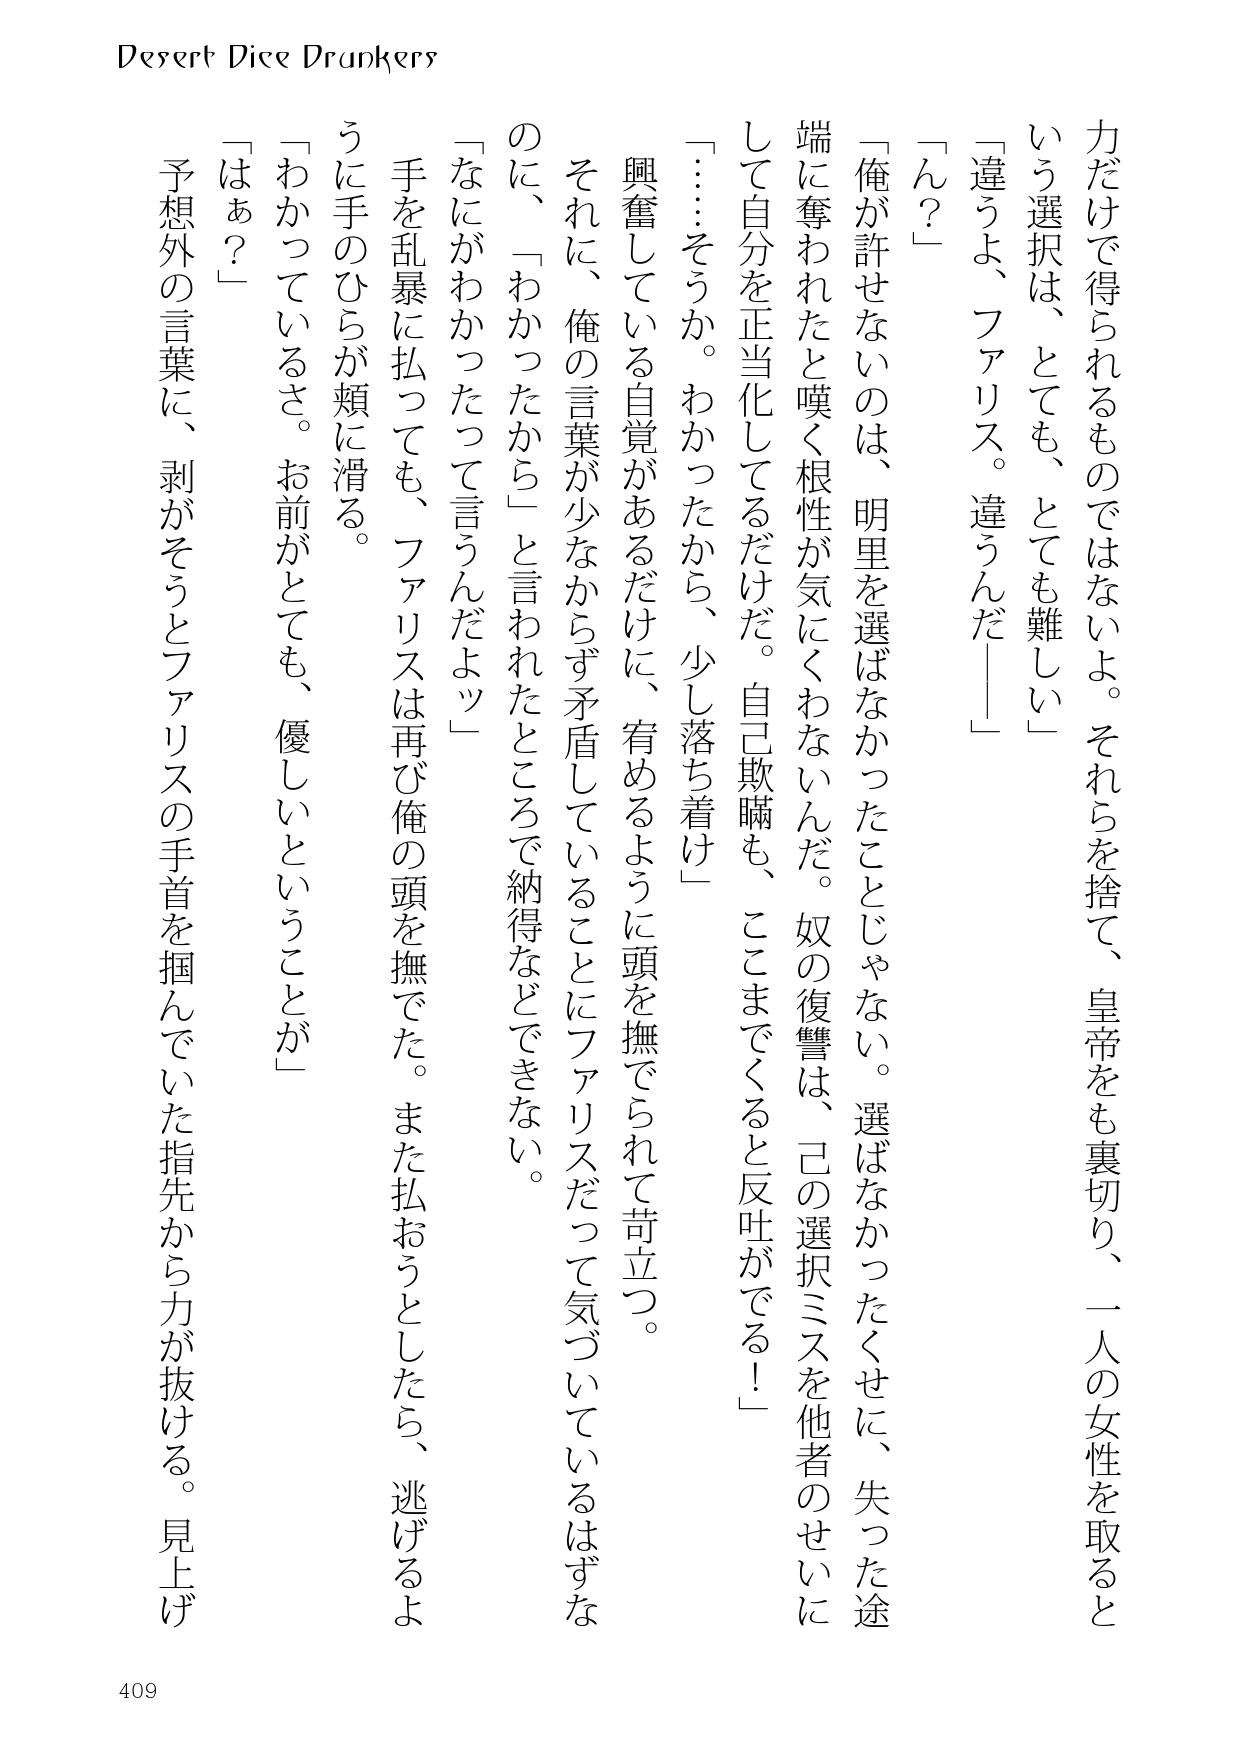 Desert Dice Drunkers
力だけで得られるものではないよ。それらを捨て、皇帝をも裏切り、一人の女性を取ると
いう選択は、とても、とても難しい」
「違うよ、ファリス。違うんだ――」
「ん？」
「俺が許せないのは、明里を選ばなかったことじゃない。選ばなかったくせに、失った途
端に奪われたと嘆く根性が気にくわないんだ。奴の復讐は、己の選択ミスを他者のせいに
して自分を正当化してるだけだ。自己欺瞞も、ここまでくると反吐がでる！」
「……そうか。わかったから、少し落ち着け」
興奮している自覚があるだけに、宥めるように頭を撫でられて苛立つ。
それに、俺の言葉が少なからず矛盾していることにファリスだって気づいているはずな
のに、「わかったから」と言われたところで納得などできない。
「なにがわかったたって言うんだよッ」
手を乱暴に払っても、ファリスは再び俺の頭を撫でた。また払おうとしたら、逃げるよ
うに手のひらが頬に滑る。
「わかっているさ。お前がとても、優しいということが」
「はぁ？」
予想外の言葉に、剥がそうとファリスの手首を掴んでいた指先から力が抜ける。見上げ
409